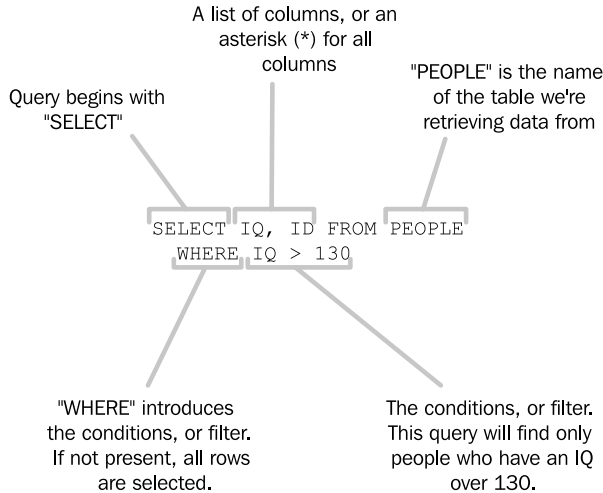 A list of columns, or an
asterisk (*) for all
columns
"PEOPLE" is the name
of the table we're
retrieving data from
Query begins with
"SELECT"
SELECT IQ, ID FROM PEOPLE
WHERE IQ > 130
"WHERE" introduces
the conditions, or filter.
If not present, all rows
are selected.
The conditions, or filter.
This query will find only
people who have an IQ
over 130.